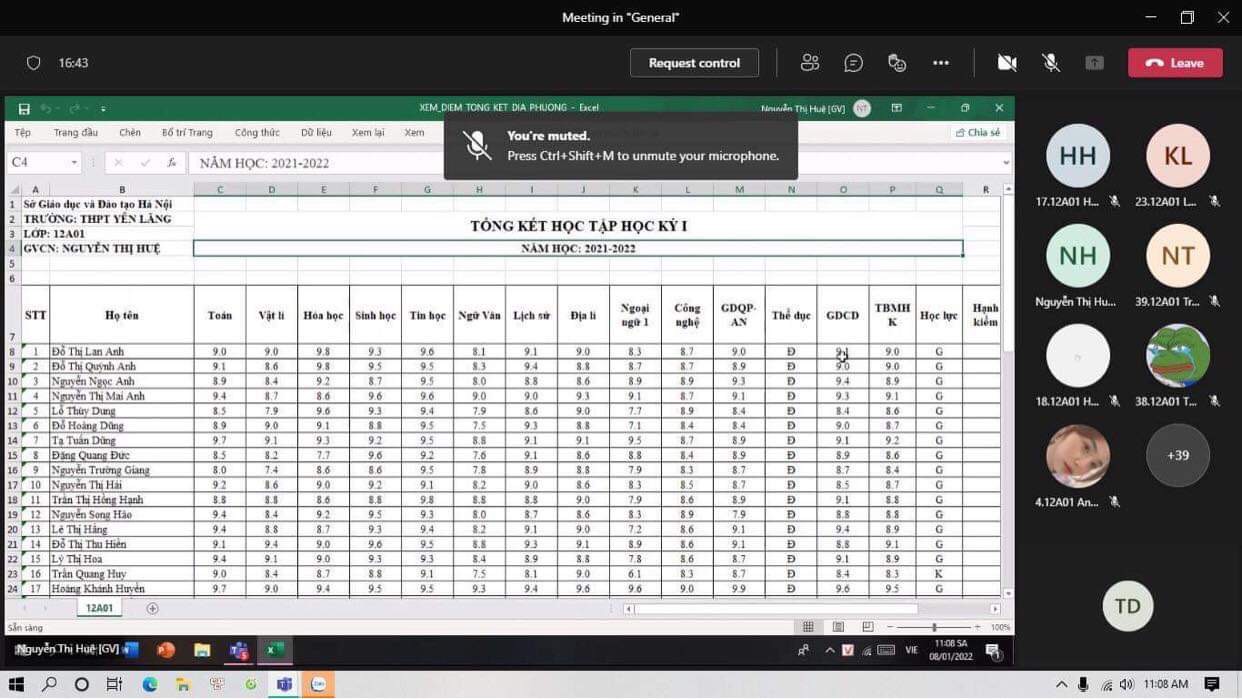 Meeting in "General"
16:43
Request control
Leave
XEM_DIEM TONG KET DIA PHUONG - Excel
Nguyễn Thị Huệ [GV]
NT
Tệp Trang đầu Chèn Bố trí Trang Công thức Dữ liệu Xem lại Xem
Chia sẻ
You're muted.
Press Ctrl+Shift+M to unmute your microphone.
C4
fx
NĂM HỌC: 2021-2022
A B C D E F G H I J K L M N O P Q R
1 Sở Giáo dục và Đào tạo Hà Nội
2 TRƯỜNG: THPT YÊN LÃNG
TỔNG KẾT HỌC TẬP HỌC KỲ I
3 LỚP: 12A01
4 GVCN: NGUYỄN THỊ HUỆ
NĂM HỌC: 2021-2022
5
6
7 STT Họ tên Toán Vật lí Hóa học Sinh học Tin học Ngữ Văn Lịch sử Địa lí Ngoại ngữ 1 Công nghệ GDQP-AN Thể dục GDCD TBMHK Học lực Hạnh kiểm
8 1 Đỗ Thị Lan Anh 9.0 9.0 9.8 9.3 9.6 8.1 9.1 9.0 8.3 8.7 9.0 Đ 9.1 9.0 G
9 2 Đỗ Thị Quỳnh Anh 9.1 8.6 9.8 9.5 9.5 8.3 9.4 8.8 8.7 8.7 8.9 Đ 9.0 9.0 G
10 3 Nguyễn Ngọc Anh 8.9 8.4 9.2 8.7 9.5 8.0 8.8 8.6 8.9 8.9 9.3 Đ 9.4 8.9 G
11 4 Nguyễn Thị Mai Anh 9.4 8.7 8.6 9.6 9.6 9.0 9.0 9.3 9.1 8.7 9.1 Đ 9.3 9.1 G
12 5 Lỗ Thùy Dung 8.5 7.9 9.6 9.3 9.4 7.9 8.6 9.0 7.7 8.9 8.4 Đ 8.4 8.6 G
13 6 Đỗ Hoàng Dũng 8.9 9.0 9.1 8.8 9.5 7.5 9.3 8.8 7.1 8.4 8.4 Đ 9.0 8.7 G
14 7 Tạ Tuấn Dũng 9.7 9.1 9.3 9.2 9.5 8.8 9.1 9.1 9.5 8.7 8.9 Đ 9.1 9.2 G
15 8 Đặng Quang Đức 8.5 8.2 7.7 9.6 9.2 7.6 9.1 8.6 8.8 8.4 8.9 Đ 8.9 8.6 G
16 9 Nguyễn Trường Giang 8.0 7.4 8.6 8.6 9.5 7.8 8.9 8.8 7.9 8.3 8.7 Đ 8.7 8.4 G
17 10 Nguyễn Thị Hải 9.2 8.6 9.0 9.2 9.1 8.2 9.0 8.6 8.3 8.5 8.7 Đ 8.5 8.7 G
18 11 Trần Thị Hồng Hạnh 8.8 8.8 8.6 8.8 9.8 8.8 8.8 9.0 7.9 8.6 8.9 Đ 9.1 8.8 G
19 12 Nguyễn Song Hào 9.4 8.4 9.2 9.5 9.3 8.0 8.7 8.6 8.3 8.9 7.9 Đ 8.8 8.8 G
20 13 Lê Thị Hằng 9.4 8.8 8.7 9.3 9.4 8.2 9.1 9.0 7.2 8.6 9.1 Đ 9.4 8.9 G
21 14 Đỗ Thị Thu Hiền 9.1 9.4 9.0 9.6 9.5 8.8 9.3 9.1 8.9 8.6 9.1 Đ 8.8 9.1 G
22 15 Lý Thị Hoa 9.4 9.1 9.0 9.3 9.3 8.4 8.9 8.8 7.8 8.6 8.7 Đ 9.1 8.9 G
23 16 Trần Quang Huy 9.0 8.4 8.7 8.8 9.1 7.5 8.1 9.0 6.1 8.3 8.7 Đ 8.4 8.3 K
24 17 Hoàng Khánh Huyền 9.7 9.0 9.4 9.5 9.5 9.3 9.4 9.6 9.6 9.0 9.9 Đ 9.6 9.5 G
12A01
Sẵn sàng
100%
Nguyễn Thị Huệ [GV]
VIE
11:08 SA
08/01/2022
HH
17.12A01 H...
KL
23.12A01 L...
NH
Nguyễn Thị Hu...
NT
39.12A01 Tr...
18.12A01 H...
38.12A01 T...
4.12A01 An...
+39
TD
11:08 AM